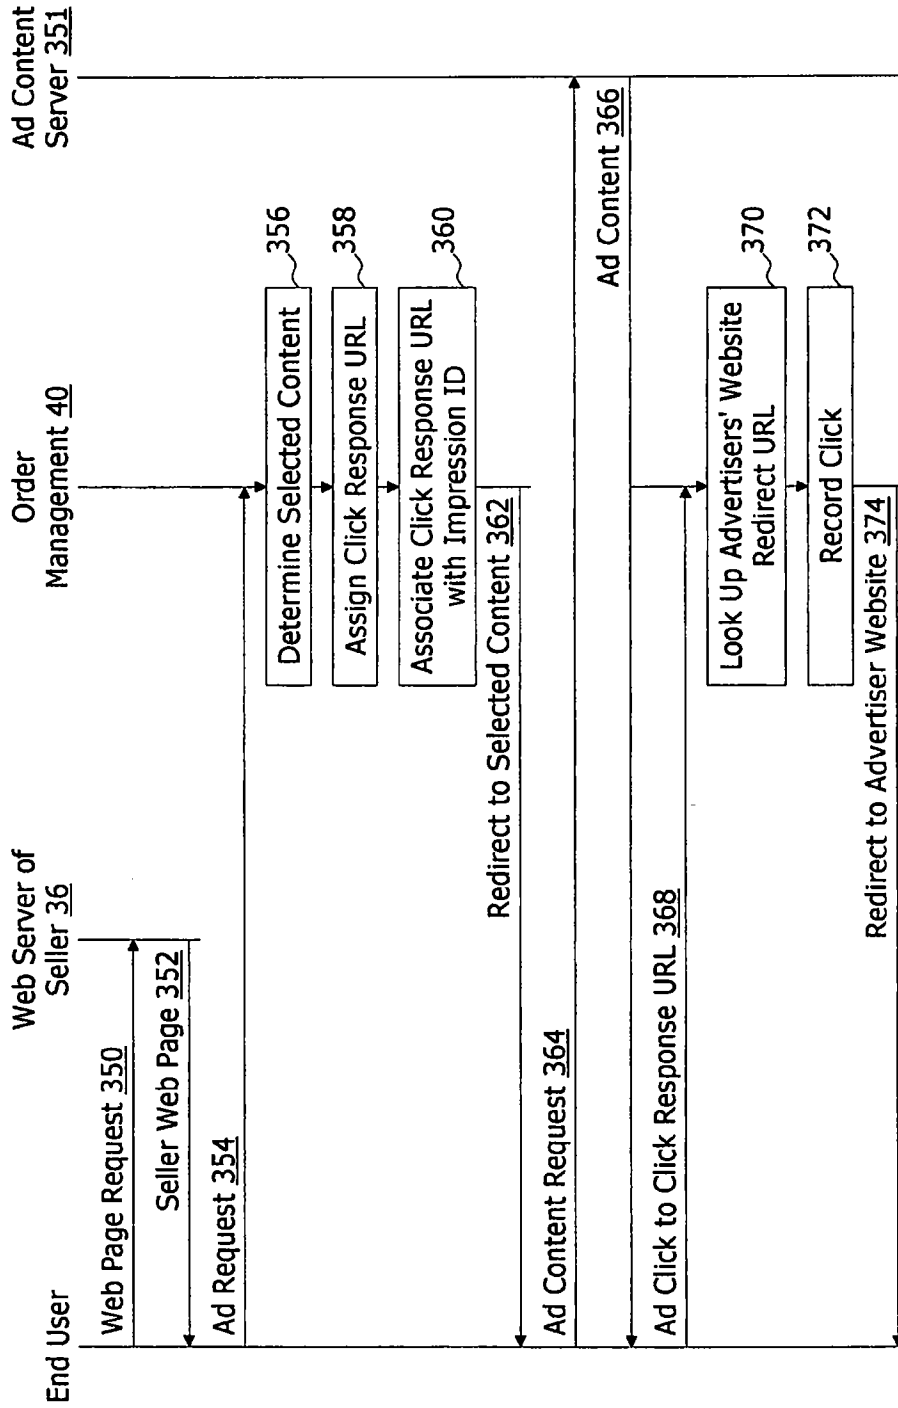 End User
Web Server of
Seller 36
Order
Management 40
Ad Content
Server 351
Web Page Request 350
Seller Web Page 352
Ad Request 354
Determine Selected Content
356
Assign Click Response URL
358
Associate Click Response URL
with Impression ID
360
Redirect to Selected Content 362
Ad Content Request 364
Ad Content 366
Ad Click to Click Response URL 368
Look Up Advertisers' Website
Redirect URL
370
Record Click
372
Redirect to Advertiser Website 374